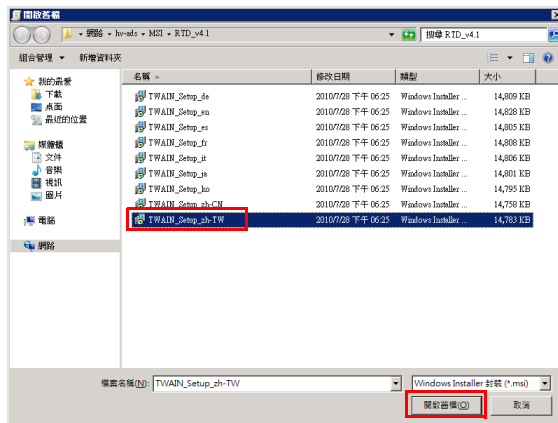 開啟舊檔
網路 ▸ hv-ads ▸ MSI ▸ RTD_v4.1
搜尋 RTD_v4.1
組合管理 新增資料夾
我的最愛
下載
桌面
最近的位置
媒體櫃
文件
音樂
視訊
圖片
電腦
網路
名稱 修改日期 類型 大小
TWAIN_Setup_de 2010/7/28 下午 06:25 Windows Installer ... 14,809 KB
TWAIN_Setup_en 2010/7/28 下午 06:25 Windows Installer ... 14,828 KB
TWAIN_Setup_es 2010/7/28 下午 06:25 Windows Installer ... 14,805 KB
TWAIN_Setup_fr 2010/7/28 下午 06:25 Windows Installer ... 14,808 KB
TWAIN_Setup_it 2010/7/28 下午 06:25 Windows Installer ... 14,806 KB
TWAIN_Setup_ja 2010/7/28 下午 06:25 Windows Installer ... 14,801 KB
TWAIN_Setup_ko 2010/7/28 下午 06:25 Windows Installer ... 14,795 KB
TWAIN_Setup_zh-CN 2010/7/28 下午 06:25 Windows Installer ... 14,758 KB
TWAIN_Setup_zh-TW 2010/7/28 下午 06:25 Windows Installer ... 14,783 KB
檔案名稱(N): TWAIN_Setup_zh-TW
Windows Installer 封裝 (*.msi)
開啟舊檔(O) 取消